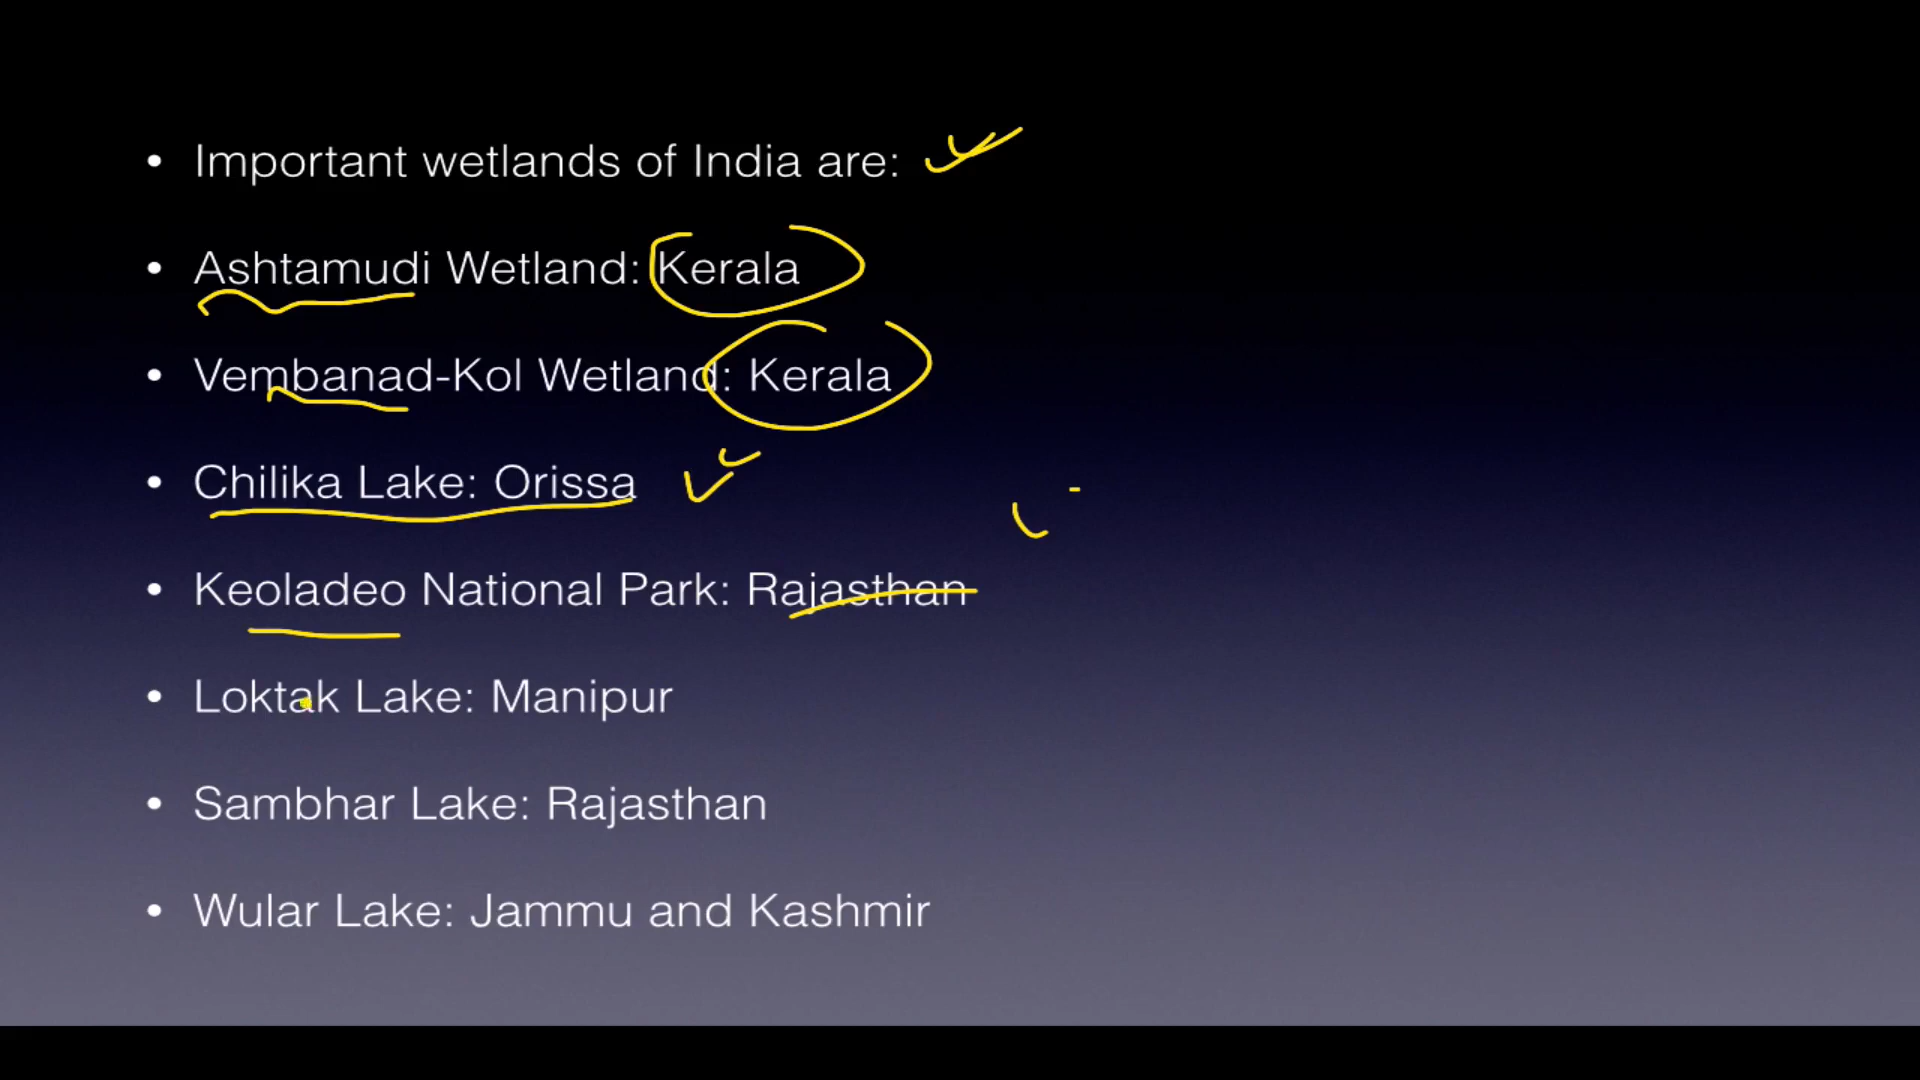 • Important wetlands of India are:
• Ashtamudi Wetland: Kerala
• Vembanad-Kol Wetland: Kerala
• Chilika Lake: Orissa
• Keoladeo National Park: Rajasthan
• Loktak Lake: Manipur
• Sambhar Lake: Rajasthan
• Wular Lake: Jammu and Kashmir